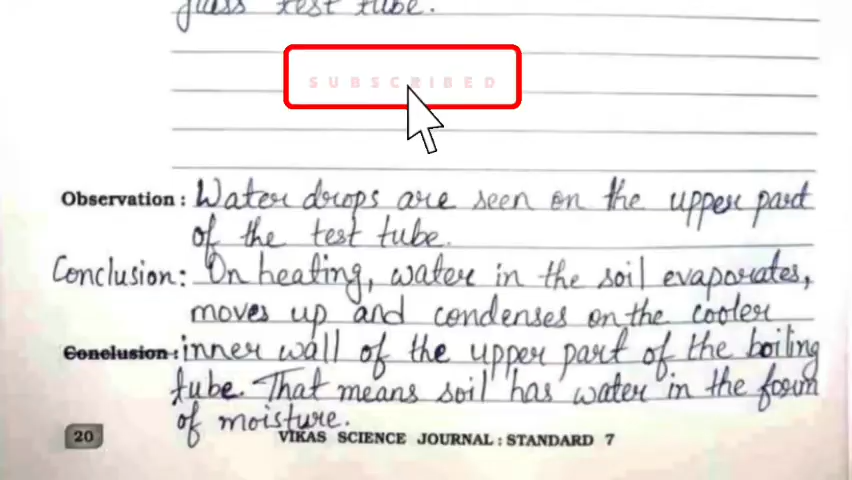 glass test tube.
SUBSCRIBED
Observation : Water drops are seen on the upper part
of the test tube.
Conclusion: On heating, water in the soil evaporates,
moves up and condenses on the cooler
Conclusion : inner wall of the upper part of the boiling
tube. That means soil has water in the form
of moisture.
20 VIKAS SCIENCE JOURNAL : STANDARD 7